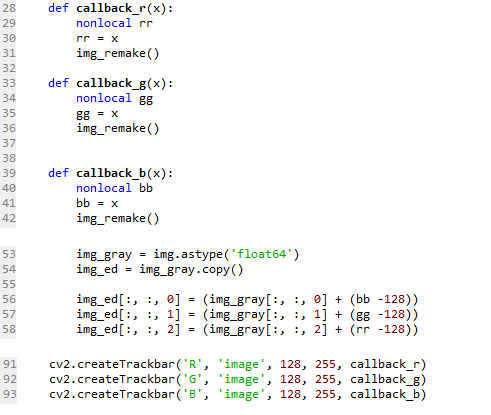 28 def callback_r(x):
29 nonlocal rr
30 rr = x
31 img_remake()
32
33 def callback_g(x):
34 nonlocal gg
35 gg = x
36 img_remake()
37
38
39 def callback_b(x):
40 nonlocal bb
41 bb = x
42 img_remake()
53 img_gray = img.astype('float64')
54 img_ed = img_gray.copy()
55
56 img_ed[:, :, 0] = (img_gray[:, :, 0] + (bb -128))
57 img_ed[:, :, 1] = (img_gray[:, :, 1] + (gg -128))
58 img_ed[:, :, 2] = (img_gray[:, :, 2] + (rr -128))
91 cv2.createTrackbar('R', 'image', 128, 255, callback_r)
92 cv2.createTrackbar('G', 'image', 128, 255, callback_g)
93 cv2.createTrackbar('B', 'image', 128, 255, callback_b)